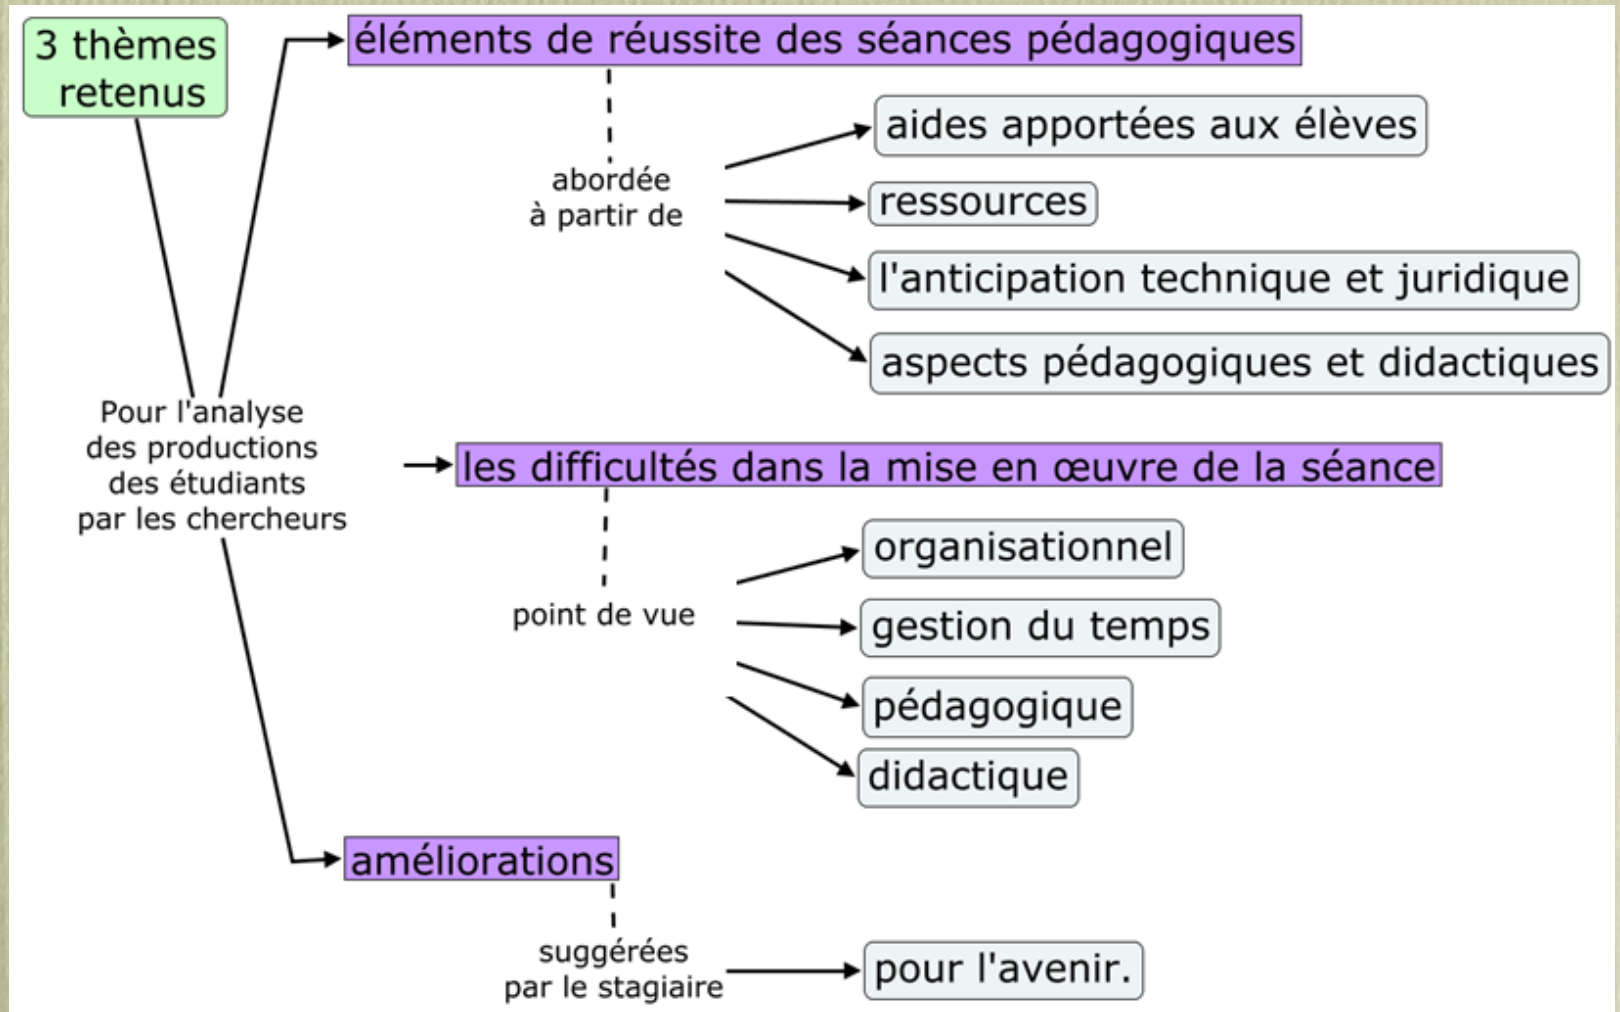 3 thèmes
retenus
Pour l'analyse
des productions
des étudiants
par les chercheurs
éléments de réussite des séances pédagogiques
abordée
à partir de
aides apportées aux élèves
ressources
l'anticipation technique et juridique
aspects pédagogiques et didactiques
les difficultés dans la mise en œuvre de la séance
point de vue
organisationnel
gestion du temps
pédagogique
didactique
améliorations
suggérées
par le stagiaire
pour l'avenir.